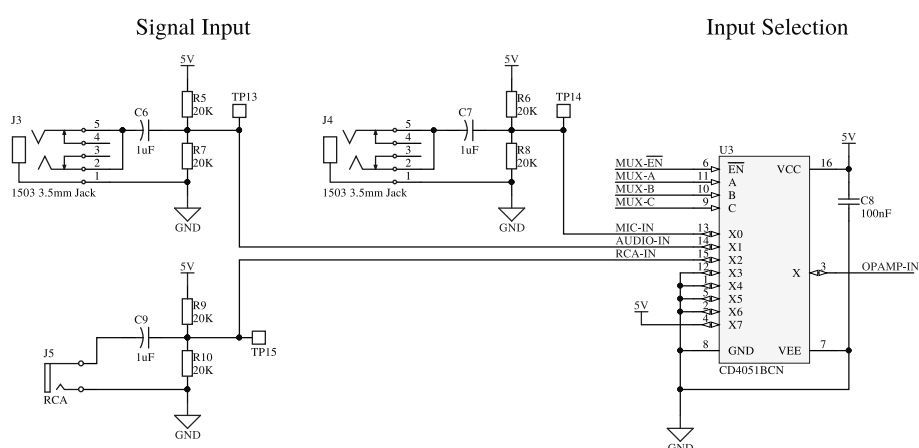 Signal Input
Input Selection
5V
R5
20K
TP13
J3
C6
1uF
5
4
3
2
1
R7
20K
1503 3.5mm Jack
GND
5V
R6
20K
TP14
J4
C7
1uF
5
4
3
2
1
R8
20K
1503 3.5mm Jack
GND
5V
U3
MUX-EN 6 EN VCC 16
MUX-A 11 A
MUX-B 10 B
MUX-C 9 C
C8
100nF
MIC-IN 13 X0
AUDIO-IN 14 X1
RCA-IN 15 X2
12 X3 X 3 OPAMP-IN
1 X4
5 X5
2 X6
5V 4 X7
8 GND VEE 7
CD4051BCN
GND
5V
R9
20K
C9
1uF
TP15
J5
R10
20K
RCA
GND